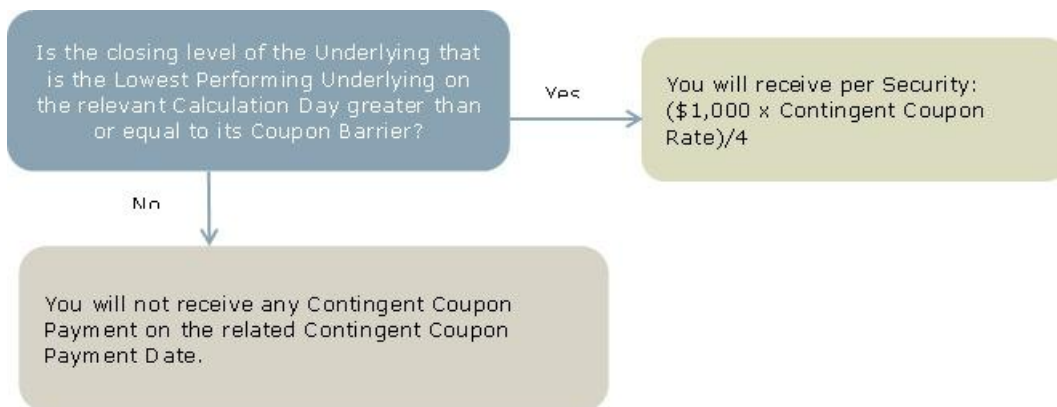 Is the closing level of the Underlying that
is the Lowest Performing Underlying on
the relevant Calculation Day greater than
or equal to its Coupon Barrier?
Yes
You will receive per Security:
($1,000 x Contingent Coupon
Rate)/4
No
You will not receive any Contingent Coupon
Payment on the related Contingent Coupon
Payment Date.